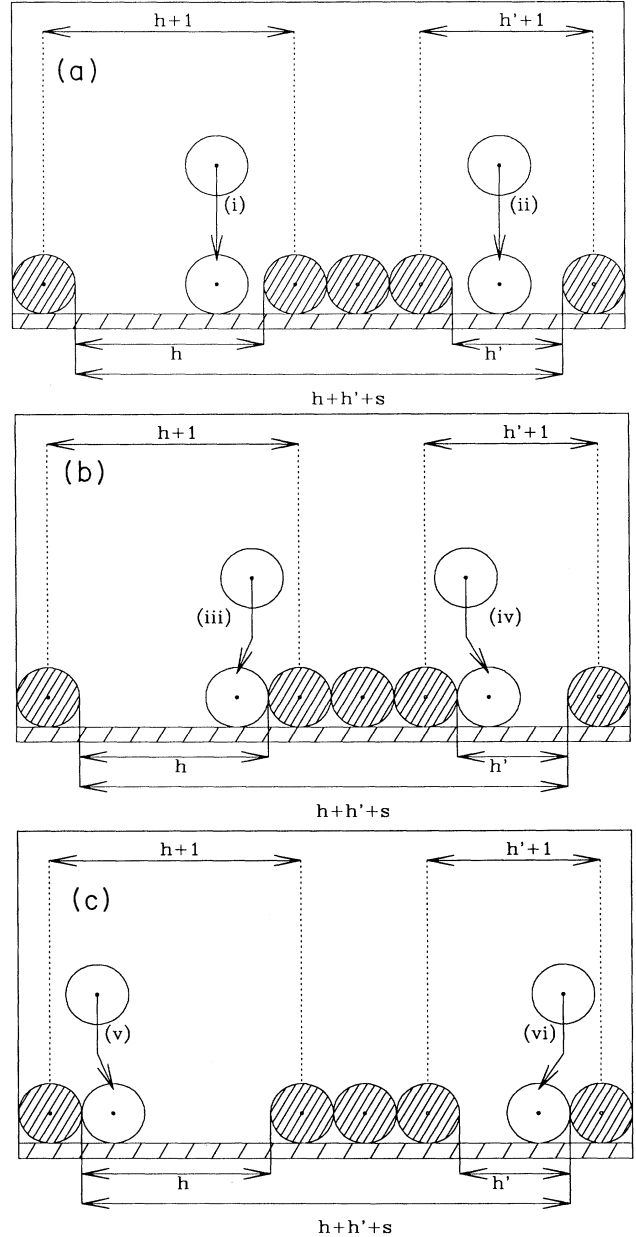 h+1 h'+1
(a)
(i) (ii)
h h'
h+h'+s
h+1 h'+1
(b)
(iii) (iv)
h h'
h+h'+s
h+1 h'+1
(c)
(v) (vi)
h h'
h+h'+s